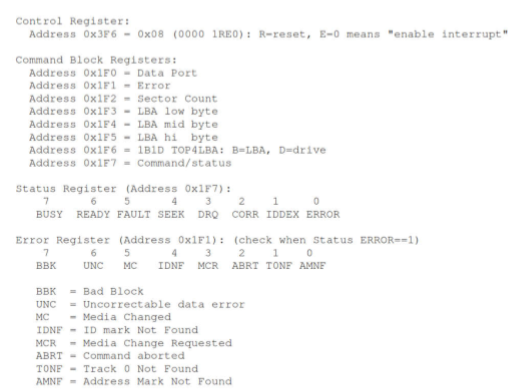 Control Register:
Address 0x3F6 = 0x08 (0000 1RE0): R=reset, E=0 means "enable interrupt"
Command Block Registers:
Address 0x1F0 = Data Port
Address 0x1F1 = Error
Address 0x1F2 = Sector Count
Address 0x1F3 = LBA low byte
Address 0x1F4 = LBA mid byte
Address 0x1F5 = LBA hi byte
Address 0x1F6 = 1B1D TOP4LBA: B=LBA, D=drive
Address 0x1F7 = Command/status
Status Register (Address 0x1F7):
7 6 5 4 3 2 1 0
BUSY READY FAULT SEEK DRQ CORR IDDEX ERROR
Error Register (Address 0x1F1): (check when Status ERROR==1)
7 6 5 4 3 2 1 0
BBK UNC MC IDNF MCR ABRT T0NF AMNF
BBK = Bad Block
UNC = Uncorrectable data error
MC = Media Changed
IDNF = ID mark Not Found
MCR = Media Change Requested
ABRT = Command aborted
T0NF = Track 0 Not Found
AMNF = Address Mark Not Found